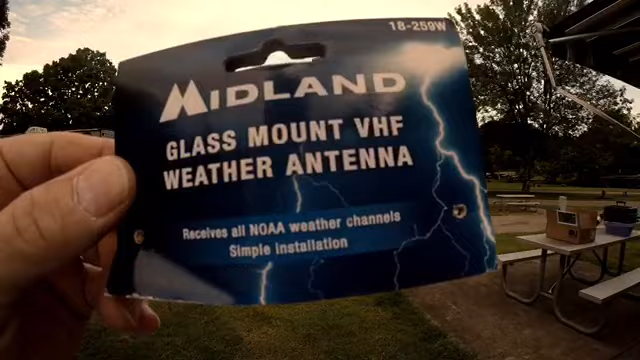 18-259W
MIDLAND
GLASS MOUNT VHF
WEATHER ANTENNA
Receives all NOAA weather channels
Simple installation